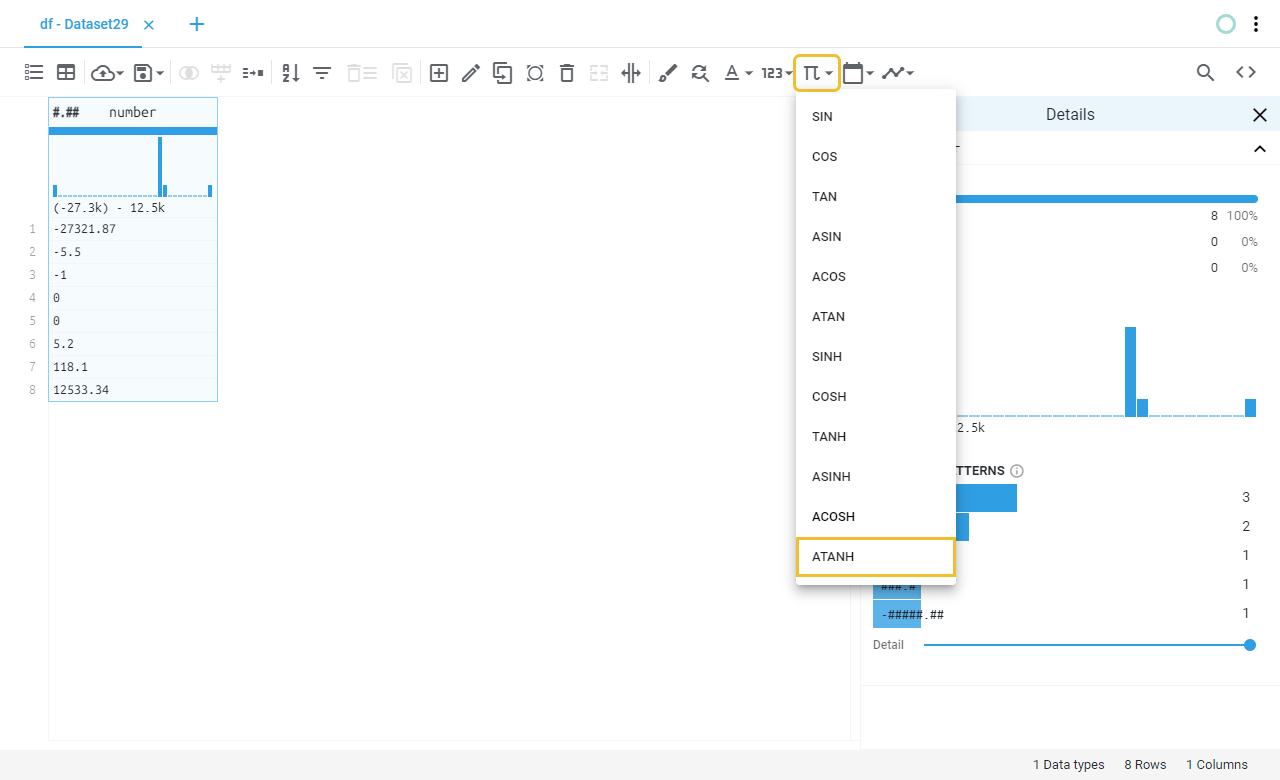 df - Dataset29
123
#.## number
(-27.3k) - 12.5k
1 -27321.87
2 -5.5
3 -1
4 0
5 0
6 5.2
7 118.1
8 12533.34
SIN
COS
TAN
ASIN
ACOS
ATAN
SINH
COSH
TANH
ASINH
ACOSH
ATANH
Details
8 100%
0 0%
0 0%
2.5k
TTERNS
3
2
1
###.# 1
-#####.## 1
Detail
1 Data types 8 Rows 1 Columns